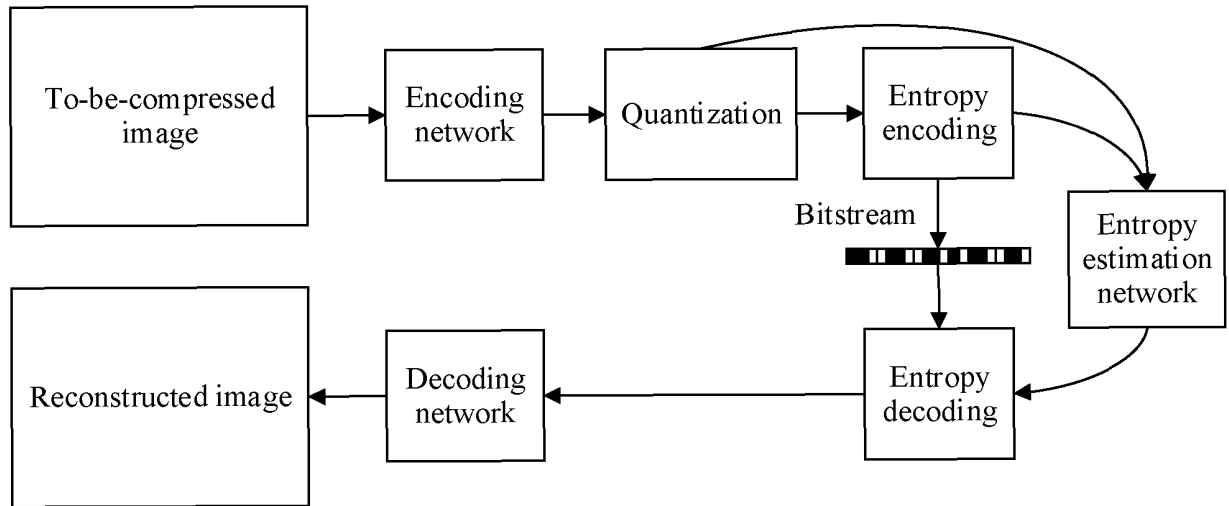 To-be-compressed
image
Encoding
network
Quantization
Entropy
encoding
Bitstream
Entropy
estimation
network
Reconstructed image
Decoding
network
Entropy
decoding